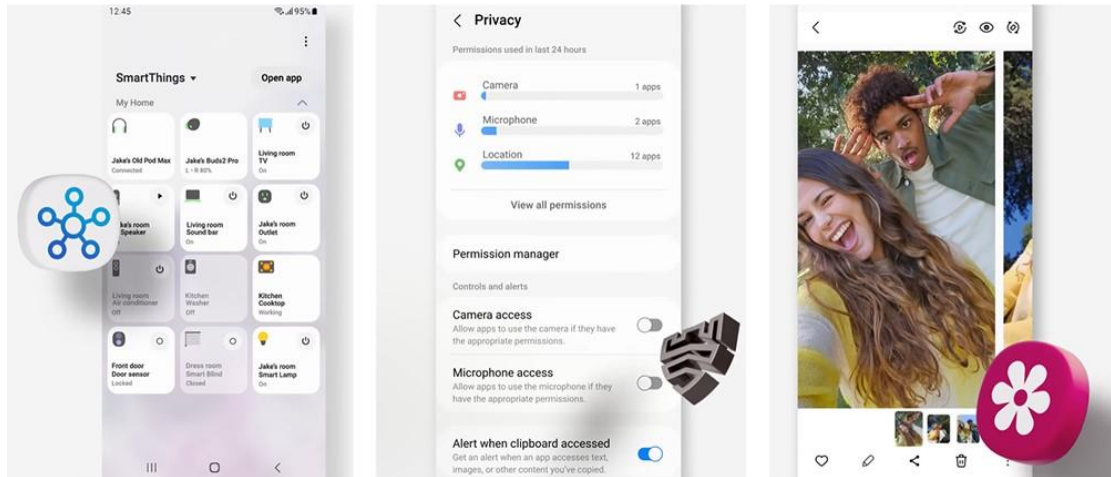 12.45
95%
SmartThings
Open app
My Home
Jake's Old Pod Max
Connected
Jake's Buds2 Pro
L · R 80%
Living room
TV
On
ke's room
Speaker
Living room
Sound bar
On
Jake's room
Outlet
On
Living room
Air conditioner
Off
Kitchen
Washer
Off
Kitchen
Cooktop
Working
Front door
Door sensor
Locked
Dress room
Smart Blind
Closed
Jake's room
Smart Lamp
On
Privacy
Permissions used in last 24 hours
Camera
1 apps
Microphone
2 apps
Location
12 apps
View all permissions
Permission manager
Controls and alerts
Camera access
Allow apps to use the camera if they have
the appropriate permissions.
Microphone access
Allow apps to use the microphone if they
have the appropriate permissions.
Alert when clipboard accessed
Get an alert when an app accesses text,
images, or other content you've copied.